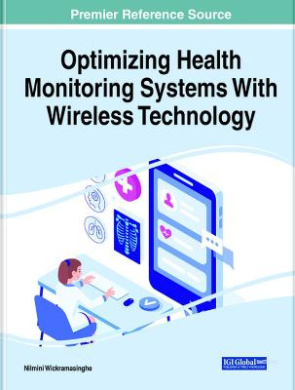 Premier Reference Source
Optimizing Health
Monitoring Systems With
Wireless Technology
Nilmini Wickramasinghe
IGI Global